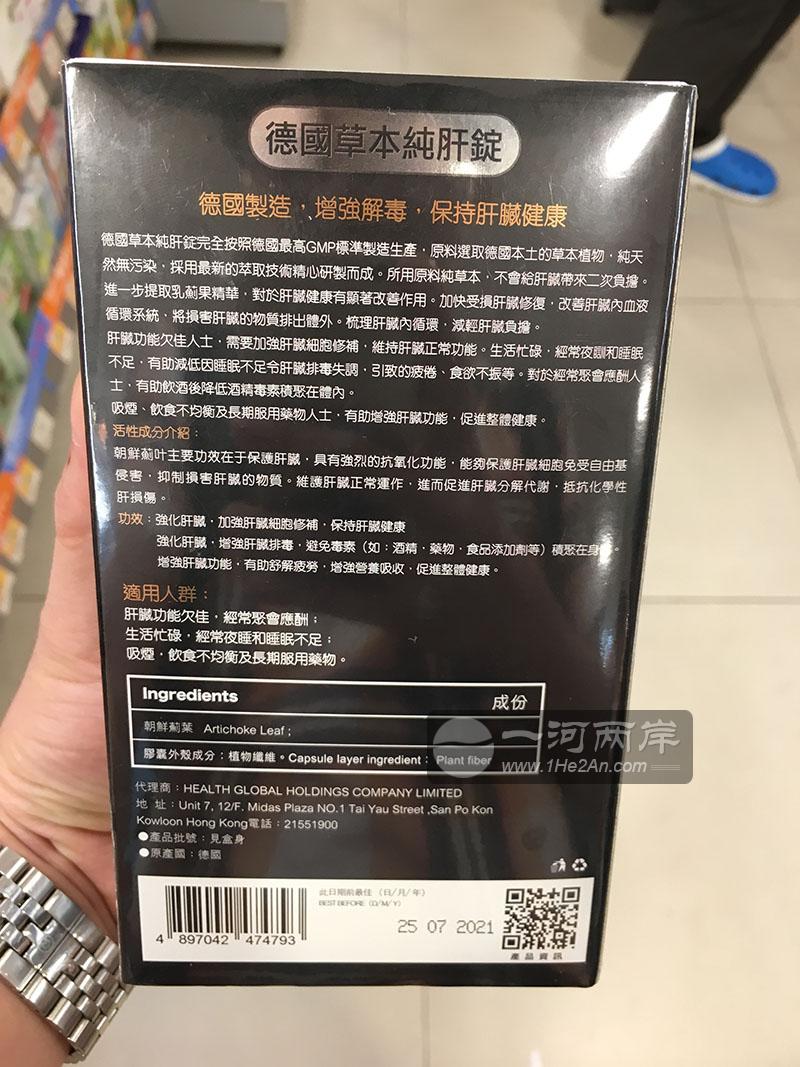 德國草本純肝錠
德國製造，增強解毒，保持肝臟健康
德國草本純肝錠完全按照德國最高GMP標準製造生產，原料選取德國本土的草本植物，純天
然無污染，採用最新的萃取技術精心研製而成。所用原料純草本，不會給肝臟帶來二次負擔。
進一步提取乳薊果精華，對於肝臟健康有顯著改善作用。加快受損肝臟修復，改善肝臟內血液
循環系統，將損害肝臟的物質排出體外。梳理肝臟內循環，減輕肝臟負擔。
肝臟功能欠佳人士，需要加強肝臟細胞修補，維持肝臟正常功能。生活忙碌，經常夜睏和睡眠
不足，有助減低因睡眠不足令肝臟排毒失調，引致的疲倦、食欲不振等。對於經常聚會應酬人
士，有助飲酒後降低酒精毒素積聚在體內。
吸煙、飲食不均衡及長期服用藥物人士，有助增強肝臟功能，促進整體健康。
活性成分介紹：
朝鮮薊叶主要功效在于保護肝臟，具有強烈的抗氧化功能，能夠保護肝臟細胞免受自由基
侵害，抑制損害肝臟的物質。維護肝臟正常運作，進而促進肝臟分解代謝，抵抗化學性
肝損傷。
功效：強化肝臟，加強肝臟細胞修補，保持肝臟健康
強化肝臟，增強肝臟排毒，避免毒素（如：酒精、藥物、食品添加劑等）積聚在身 。
增強肝臟功能，有助舒解疲勞，增強營養吸收，促進整體健康。
適用人群：
肝臟功能欠佳，經常聚會應酬；
生活忙碌，經常夜睡和睡眠不足；
吸煙，飲食不均衡及長期服用藥物。
Ingredients 成份
朝鮮薊葉 Artichoke Leaf ;
膠囊外殼成分：植物纖維。Capsule layer ingredient： Plant fiber
一河两岸
www.1He2An.com
代理商：HEALTH GLOBAL HOLDINGS COMPANY LIMITED
地 址：Unit 7, 12/F. Midas Plaza NO.1 Tai Yau Street ,San Po Kon
Kowloon Hong Kong電話：21551900
●產品批號：見盒身
●原產國：德國
此日期前最佳（日/月/年）
BEST BEFORE (D/M/Y)
25 07 2021
4 897042 474793
產品資訊